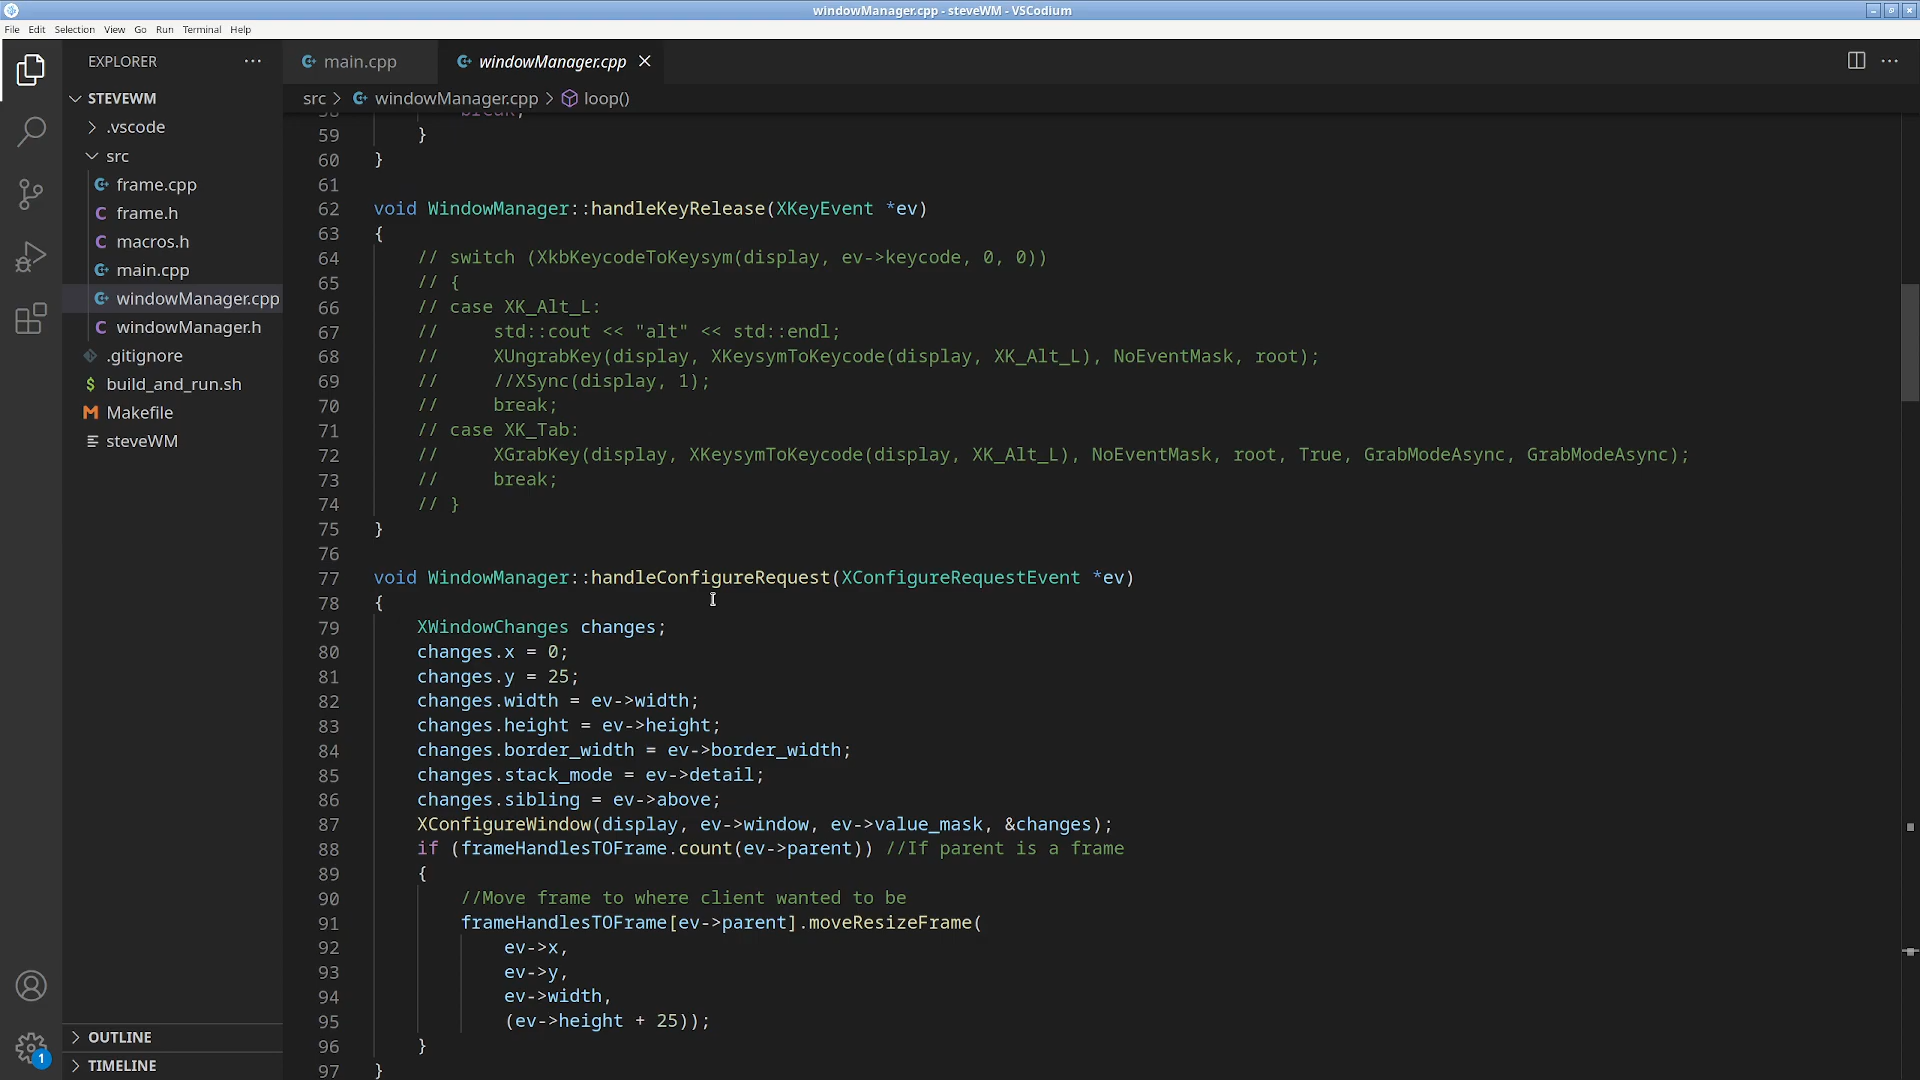 windowManager.cpp - steveWM - VSCodium
File Edit Selection View Go Run Terminal Help
EXPLORER
main.cpp
windowManager.cpp
STEVEWM
.vscode
src
frame.cpp
frame.h
macros.h
main.cpp
windowManager.cpp
windowManager.h
.gitignore
$ build_and_run.sh
Makefile
steveWM
OUTLINE
TIMELINE
1
src > windowManager.cpp > loop()
58 break;
59 }
60 }
61
62 void WindowManager::handleKeyRelease(XKeyEvent *ev)
63 {
64 // switch (XkbKeycodeToKeysym(display, ev->keycode, 0, 0))
65 // {
66 // case XK_Alt_L:
67 // std::cout << "alt" << std::endl;
68 // XUngrabKey(display, XKeysymToKeycode(display, XK_Alt_L), NoEventMask, root);
69 // //XSync(display, 1);
70 // break;
71 // case XK_Tab:
72 // XGrabKey(display, XKeysymToKeycode(display, XK_Alt_L), NoEventMask, root, True, GrabModeAsync, GrabModeAsync);
73 // break;
74 // }
75 }
76
77 void WindowManager::handleConfigureRequest(XConfigureRequestEvent *ev)
78 {
79 XWindowChanges changes;
80 changes.x = 0;
81 changes.y = 25;
82 changes.width = ev->width;
83 changes.height = ev->height;
84 changes.border_width = ev->border_width;
85 changes.stack_mode = ev->detail;
86 changes.sibling = ev->above;
87 XConfigureWindow(display, ev->window, ev->value_mask, &changes);
88 if (frameHandlesTOFrame.count(ev->parent)) //If parent is a frame
89 {
90 //Move frame to where client wanted to be
91 frameHandlesTOFrame[ev->parent].moveResizeFrame(
92 ev->x,
93 ev->y,
94 ev->width,
95 (ev->height + 25));
96 }
97 }